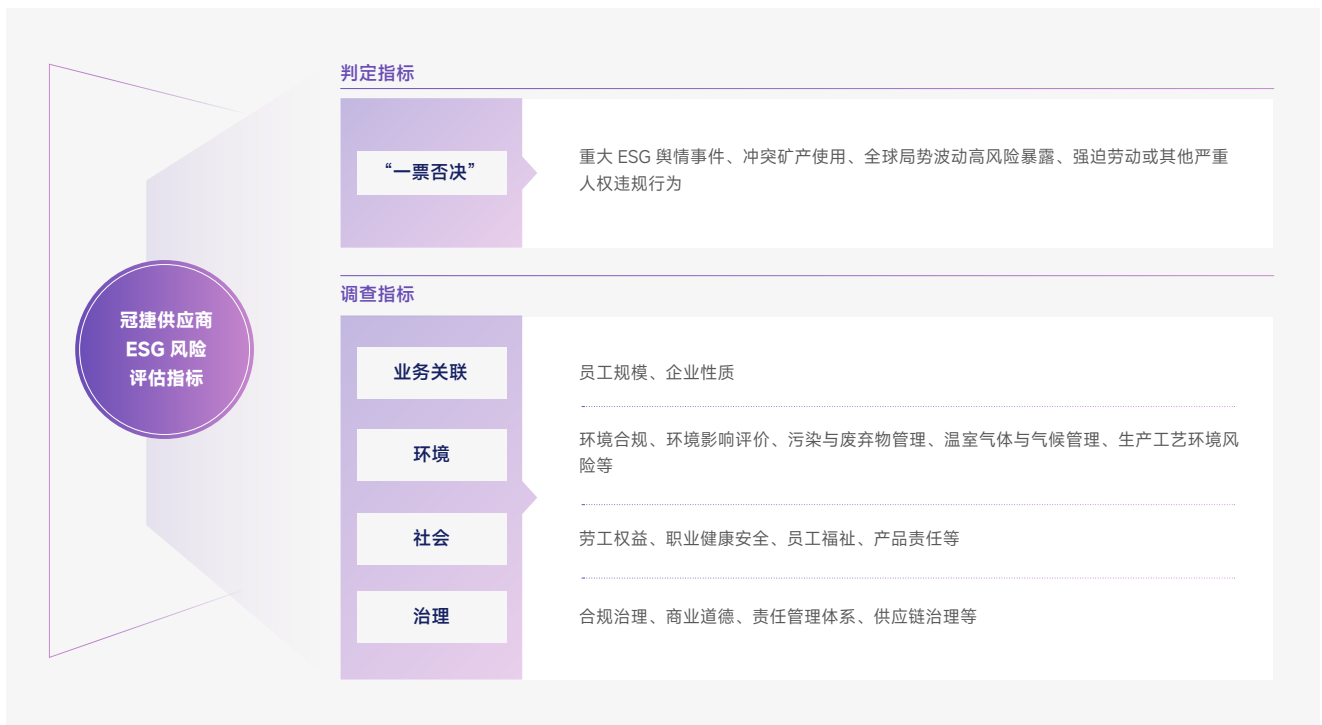 冠捷供应商
ESG 风险
评估指标
判定指标
“一票否决”
重大 ESG 舆情事件、冲突矿产使用、全球局势波动高风险暴露、强迫劳动或其他严重
人权违规行为
调查指标
业务关联
员工规模、企业性质
环境
环境合规、环境影响评价、污染与废弃物管理、温室气体与气候管理、生产工艺环境风
险等
社会
劳工权益、职业健康安全、员工福祉、产品责任等
治理
合规治理、商业道德、责任管理体系、供应链治理等